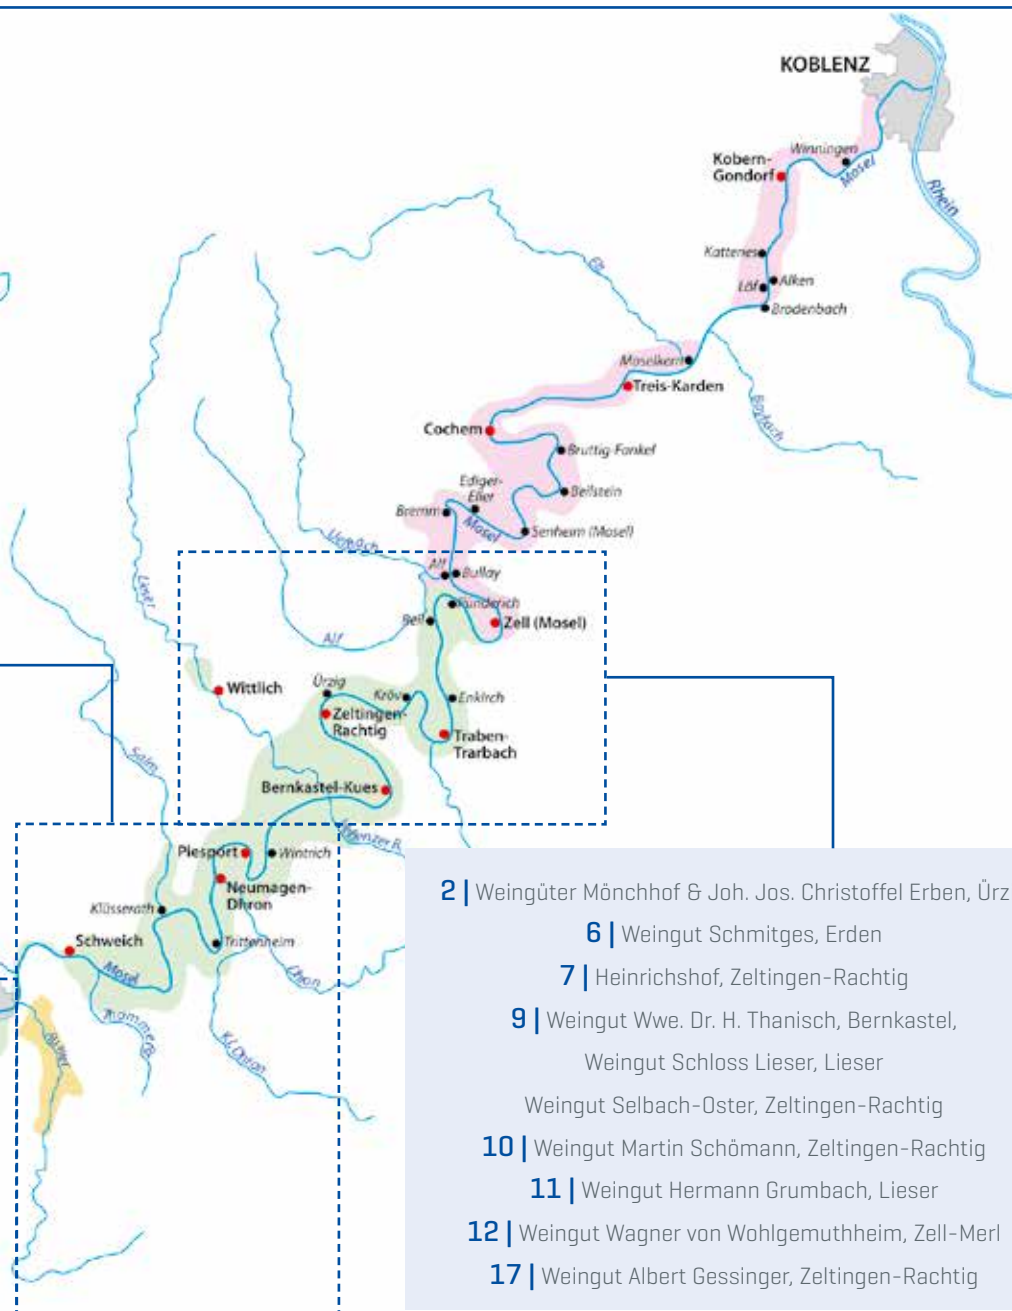 KOBLENZ
Winningen
Kobern-
Gondorf
Mosel
Rhein
Kattenes
Löf
Alken
Brodenbach
Moselkern
Treis-Karden
Cochem
Bruttig-Fankel
Ediger-
Eller
Beilstein
Bremm
Mosel
Senheim (Mosel)
Alf
Bullay
Lieser
Zell (Mosel)
Alf
Wittlich
Ürzig
Kröv
Enkirch
Zeltingen-
Rachtig
Traben-
Trarbach
Salm
Bernkastel-Kues
Piesport
Wintrich
Neumagen-
Dhron
Klüsserath
Schweich
Trittenheim
Mosel
Ruwer
2 | Weingüter Mönchhof & Joh. Jos. Christoffel Erben, Ürz
6 | Weingut Schmitges, Erden
7 | Heinrichshof, Zeltingen-Rachtig
9 | Weingut Wwe. Dr. H. Thanisch, Bernkastel,
Weingut Schloss Lieser, Lieser
Weingut Selbach-Oster, Zeltingen-Rachtig
10 | Weingut Martin Schömann, Zeltingen-Rachtig
11 | Weingut Hermann Grumbach, Lieser
12 | Weingut Wagner von Wohlgemuthheim, Zell-Merl
17 | Weingut Albert Gessinger, Zeltingen-Rachtig